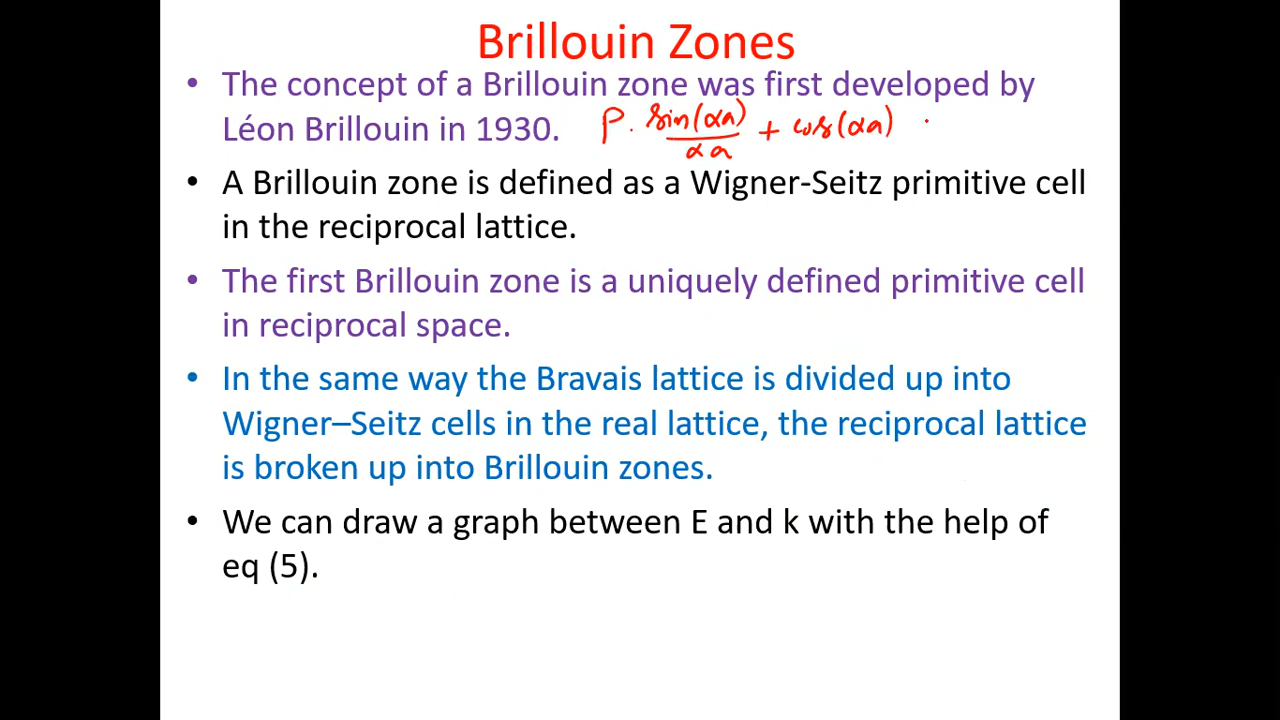 Brillouin Zones
• The concept of a Brillouin zone was first developed by
Léon Brillouin in 1930.
P. sin(αa)/αa + cos(αa)
• A Brillouin zone is defined as a Wigner-Seitz primitive cell
in the reciprocal lattice.
• The first Brillouin zone is a uniquely defined primitive cell
in reciprocal space.
• In the same way the Bravais lattice is divided up into
Wigner–Seitz cells in the real lattice, the reciprocal lattice
is broken up into Brillouin zones.
• We can draw a graph between E and k with the help of
eq (5).